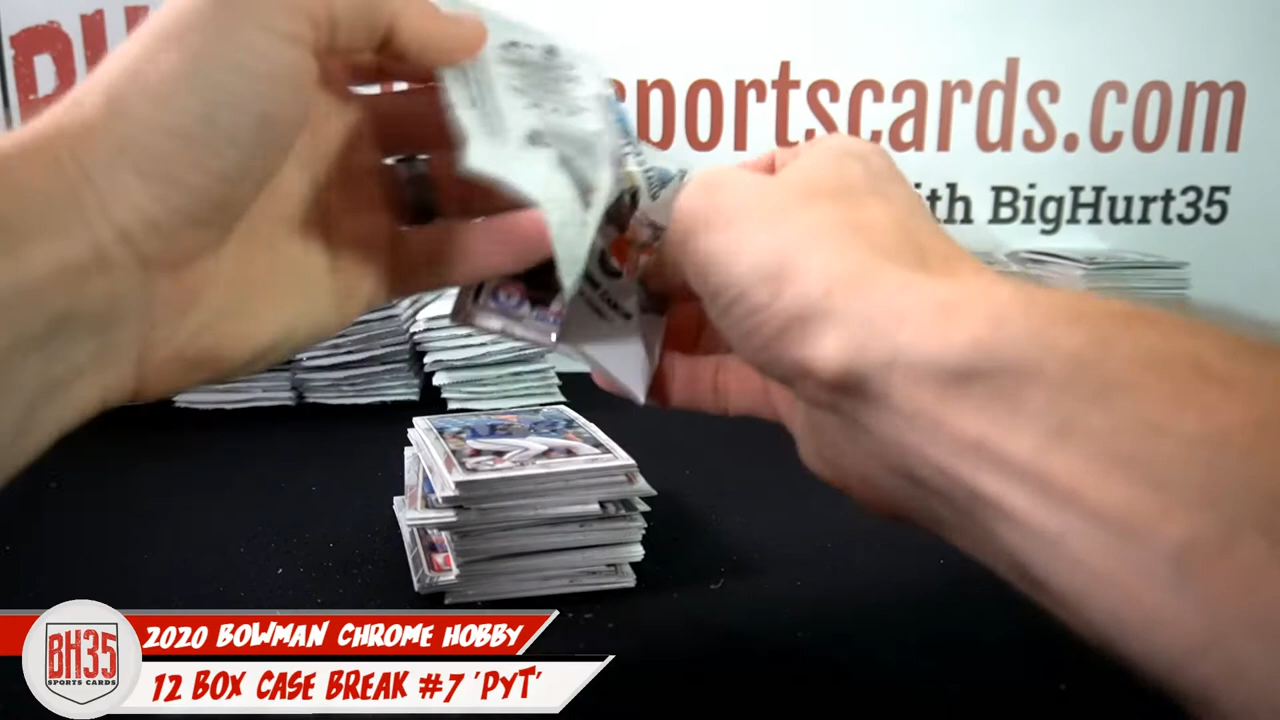 sportscards.com
ith BigHurt35
BH35
SPORTS CARDS
2020 BOWMAN CHROME HOBBY
12 BOX CASE BREAK #7 'PYT'